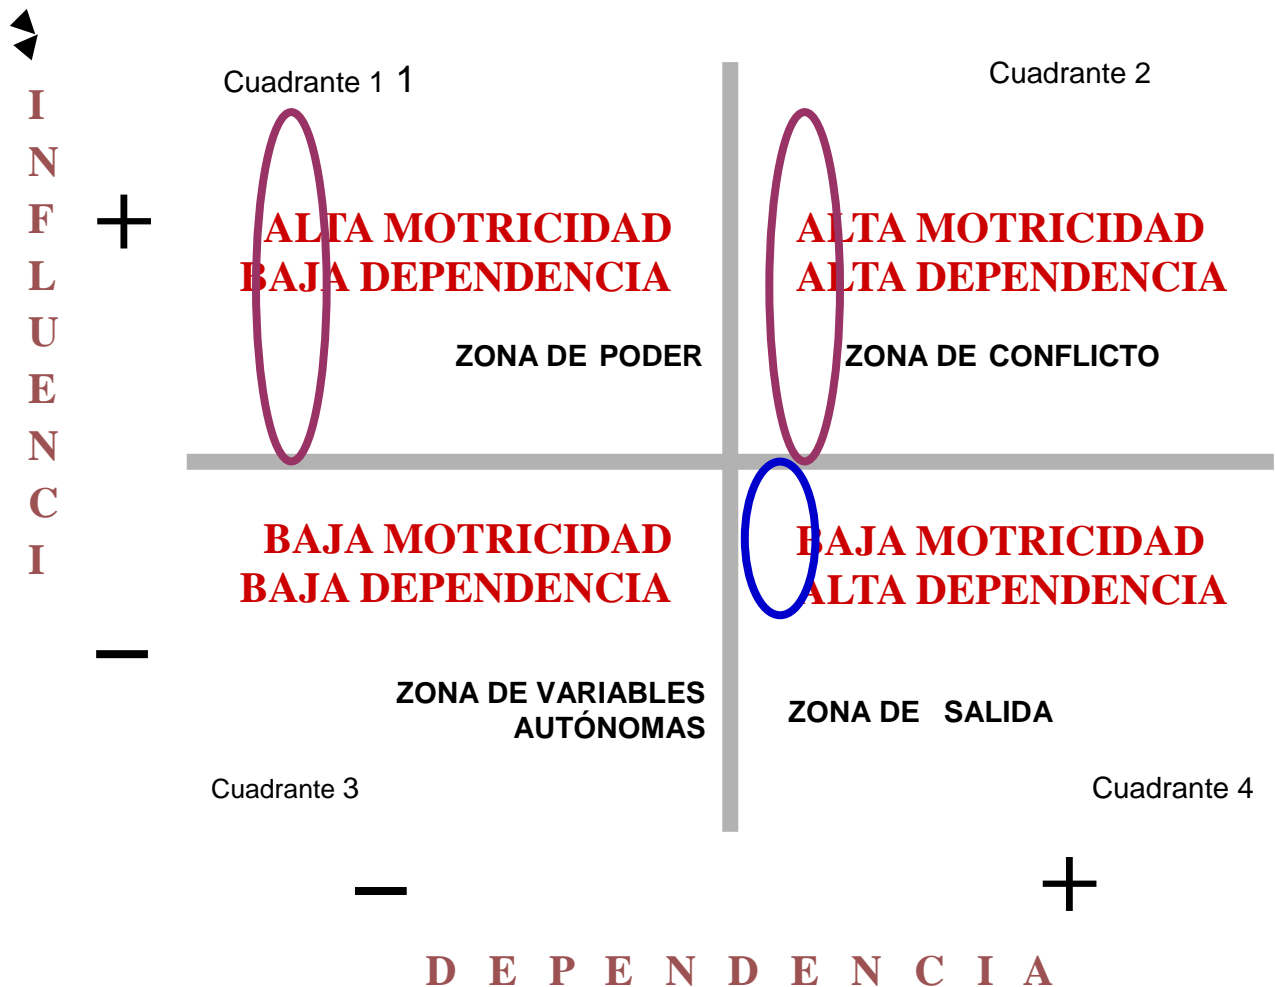 Cuadrante 1 1
Cuadrante 2
I
N
F
L
U
E
N
C
I
+
ALTA MOTRICIDAD
BAJA DEPENDENCIA
ZONA DE PODER
ALTA MOTRICIDAD
ALTA DEPENDENCIA
ZONA DE CONFLICTO
BAJA MOTRICIDAD
BAJA DEPENDENCIA
ZONA DE VARIABLES
AUTÓNOMAS
BAJA MOTRICIDAD
ALTA DEPENDENCIA
ZONA DE SALIDA
–
Cuadrante 3
Cuadrante 4
– +
D E P E N D E N C I A